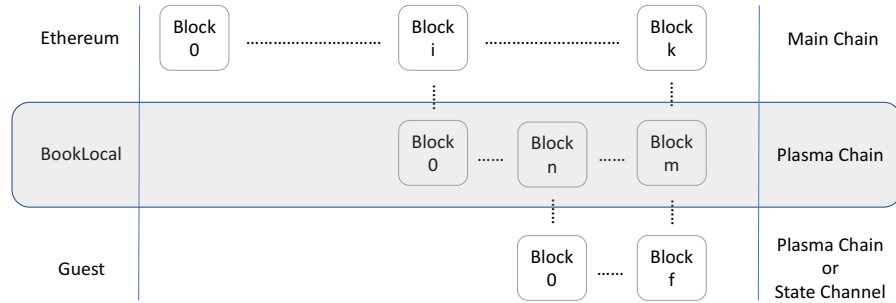 Ethereum
Block
0
........................................
Block
i
........................................
Block
k
Main Chain
BookLocal
Block
0
......
Block
n
......
Block
m
Plasma Chain
Guest
Block
0
......
Block
f
Plasma Chain
or
State Channel